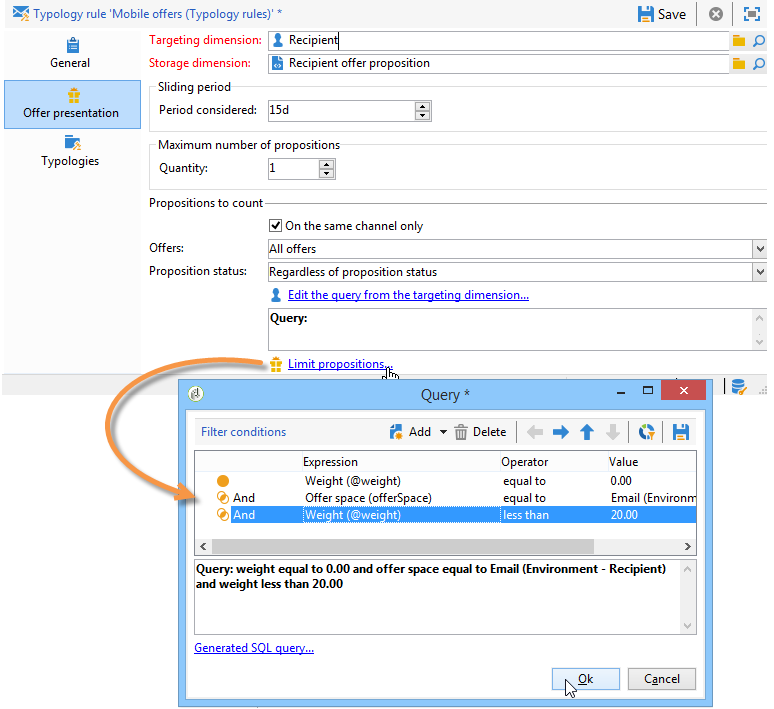 Typology rule 'Mobile offers (Typology rules)' *
Save
General
Offer presentation
Typologies
Targeting dimension: Recipient
Storage dimension: Recipient offer proposition
Sliding period
Period considered: 15d
Maximum number of propositions
Quantity: 1
Propositions to count
On the same channel only
Offers: All offers
Proposition status: Regardless of proposition status
Edit the query from the targeting dimension...
Query:
Limit propositions...
Query *
Filter conditions Add Delete
Expression Operator Value
Weight (@weight) equal to 0.00
And Offer space (offerSpace) equal to Email (Environm
And Weight (@weight) less than 20.00
Query: weight equal to 0.00 and offer space equal to Email (Environment - Recipient)
and weight less than 20.00
Generated SQL query...
Ok Cancel